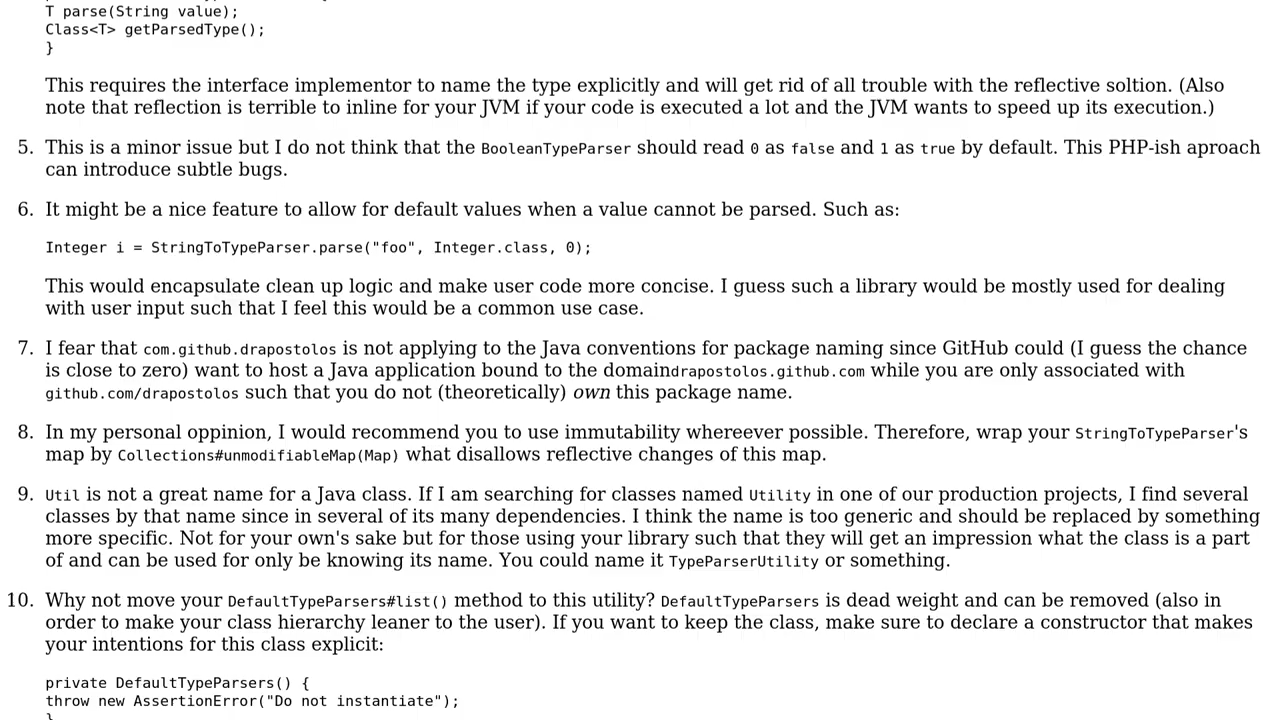 T parse(String value);
Class<T> getParsedType();
}
This requires the interface implementor to name the type explicitly and will get rid of all trouble with the reflective soltion. (Also
note that reflection is terrible to inline for your JVM if your code is executed a lot and the JVM wants to speed up its execution.)
5. This is a minor issue but I do not think that the BooleanTypeParser should read 0 as false and 1 as true by default. This PHP-ish aproach
can introduce subtle bugs.
6. It might be a nice feature to allow for default values when a value cannot be parsed. Such as:
Integer i = StringToTypeParser.parse("foo", Integer.class, 0);
This would encapsulate clean up logic and make user code more concise. I guess such a library would be mostly used for dealing
with user input such that I feel this would be a common use case.
7. I fear that com.github.drapostolos is not applying to the Java conventions for package naming since GitHub could (I guess the chance
is close to zero) want to host a Java application bound to the domaindrapostolos.github.com while you are only associated with
github.com/drapostolos such that you do not (theoretically) own this package name.
8. In my personal oppinion, I would recommend you to use immutability whereever possible. Therefore, wrap your StringToTypeParser's
map by Collections#unmodifiableMap(Map) what disallows reflective changes of this map.
9. Util is not a great name for a Java class. If I am searching for classes named Utility in one of our production projects, I find several
classes by that name since in several of its many dependencies. I think the name is too generic and should be replaced by something
more specific. Not for your own's sake but for those using your library such that they will get an impression what the class is a part
of and can be used for only be knowing its name. You could name it TypeParserUtility or something.
10. Why not move your DefaultTypeParsers#list() method to this utility? DefaultTypeParsers is dead weight and can be removed (also in
order to make your class hierarchy leaner to the user). If you want to keep the class, make sure to declare a constructor that makes
your intentions for this class explicit:
private DefaultTypeParsers() {
throw new AssertionError("Do not instantiate");
}